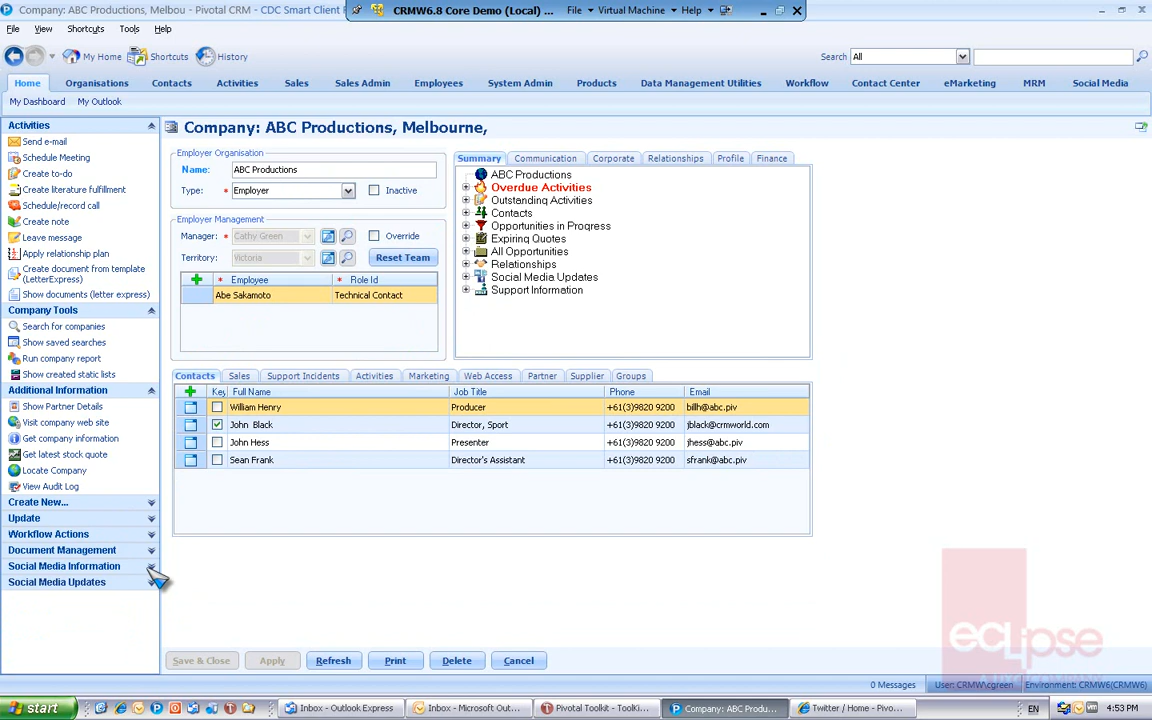 Company: ABC Productions, Melbou - Pivotal CRM - CDC Smart Client F
CRMW6.8 Core Demo (Local) ... File Virtual Machine Help
File View Shortcuts Tools Help
My Home Shortcuts History Search All
Home Organisations Contacts Activities Sales Sales Admin Employees System Admin Products Data Management Utilities Workflow Contact Center eMarketing MRM Social Media
My Dashboard My Outlook
Activities
Send e-mail
Schedule Meeting
Create to-do
Create literature fulfillment
Schedule/record call
Create note
Leave message
Apply relationship plan
Create document from template
(LetterExpress)
Show documents (letter express)
Company Tools
Search for companies
Show saved searches
Run company report
Show created static lists
Additional Information
Show Partner Details
Visit company web site
Get company information
Get latest stock quote
Locate Company
View Audit Log
Create New...
Update
Workflow Actions
Document Management
Social Media Information
Social Media Updates
Company: ABC Productions, Melbourne,
Employer Organisation
Name: ABC Productions
Type: * Employer Inactive
Employer Management
Manager: * Cathy Green Override
Territory: Victoria Reset Team
* Employee * Role Id
Abe Sakamoto Technical Contact
Summary Communication Corporate Relationships Profile Finance
ABC Productions
Overdue Activities
Outstanding Activities
Contacts
Opportunities in Progress
Expiring Quotes
All Opportunities
Relationships
Social Media Updates
Support Information
Contacts Sales Support Incidents Activities Marketing Web Access Partner Supplier Groups
Key Full Name Job Title Phone Email
William Henry Producer +61(3)9820 9200 billh@abc.piv
John Black Director, Sport +61(3)9820 9200 jblack@crmworld.com
John Hess Presenter +61(3)9820 9200 jhess@abc.piv
Sean Frank Director's Assistant +61(3)9820 9200 sfrank@abc.piv
eclipse
Save & Close Apply Refresh Print Delete Cancel
0 Messages User: CRMW\cgreen Environment: CRMW6(CRMW6)
start Inbox - Outlook Express Inbox - Microsoft Out... Pivotal Toolkit - ToolKi... Company: ABC Produ... Twitter / Home - Pivo... EN 4:53 PM